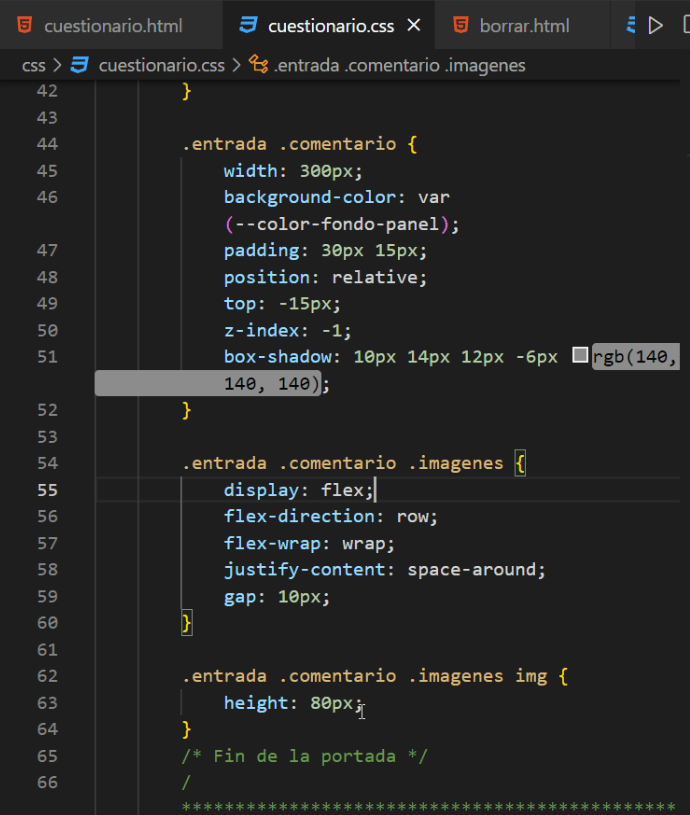 cuestionario.html cuestionario.css borrar.html
css > cuestionario.css > .entrada .comentario .imagenes
42 }
43
44 .entrada .comentario {
45 width: 300px;
46 background-color: var
(--color-fondo-panel);
47 padding: 30px 15px;
48 position: relative;
49 top: -15px;
50 z-index: -1;
51 box-shadow: 10px 14px 12px -6px rgb(140,
140, 140);
52 }
53
54 .entrada .comentario .imagenes {
55 display: flex;
56 flex-direction: row;
57 flex-wrap: wrap;
58 justify-content: space-around;
59 gap: 10px;
60 }
61
62 .entrada .comentario .imagenes img {
63 height: 80px;
64 }
65 /* Fin de la portada */
66 /
**********************************************